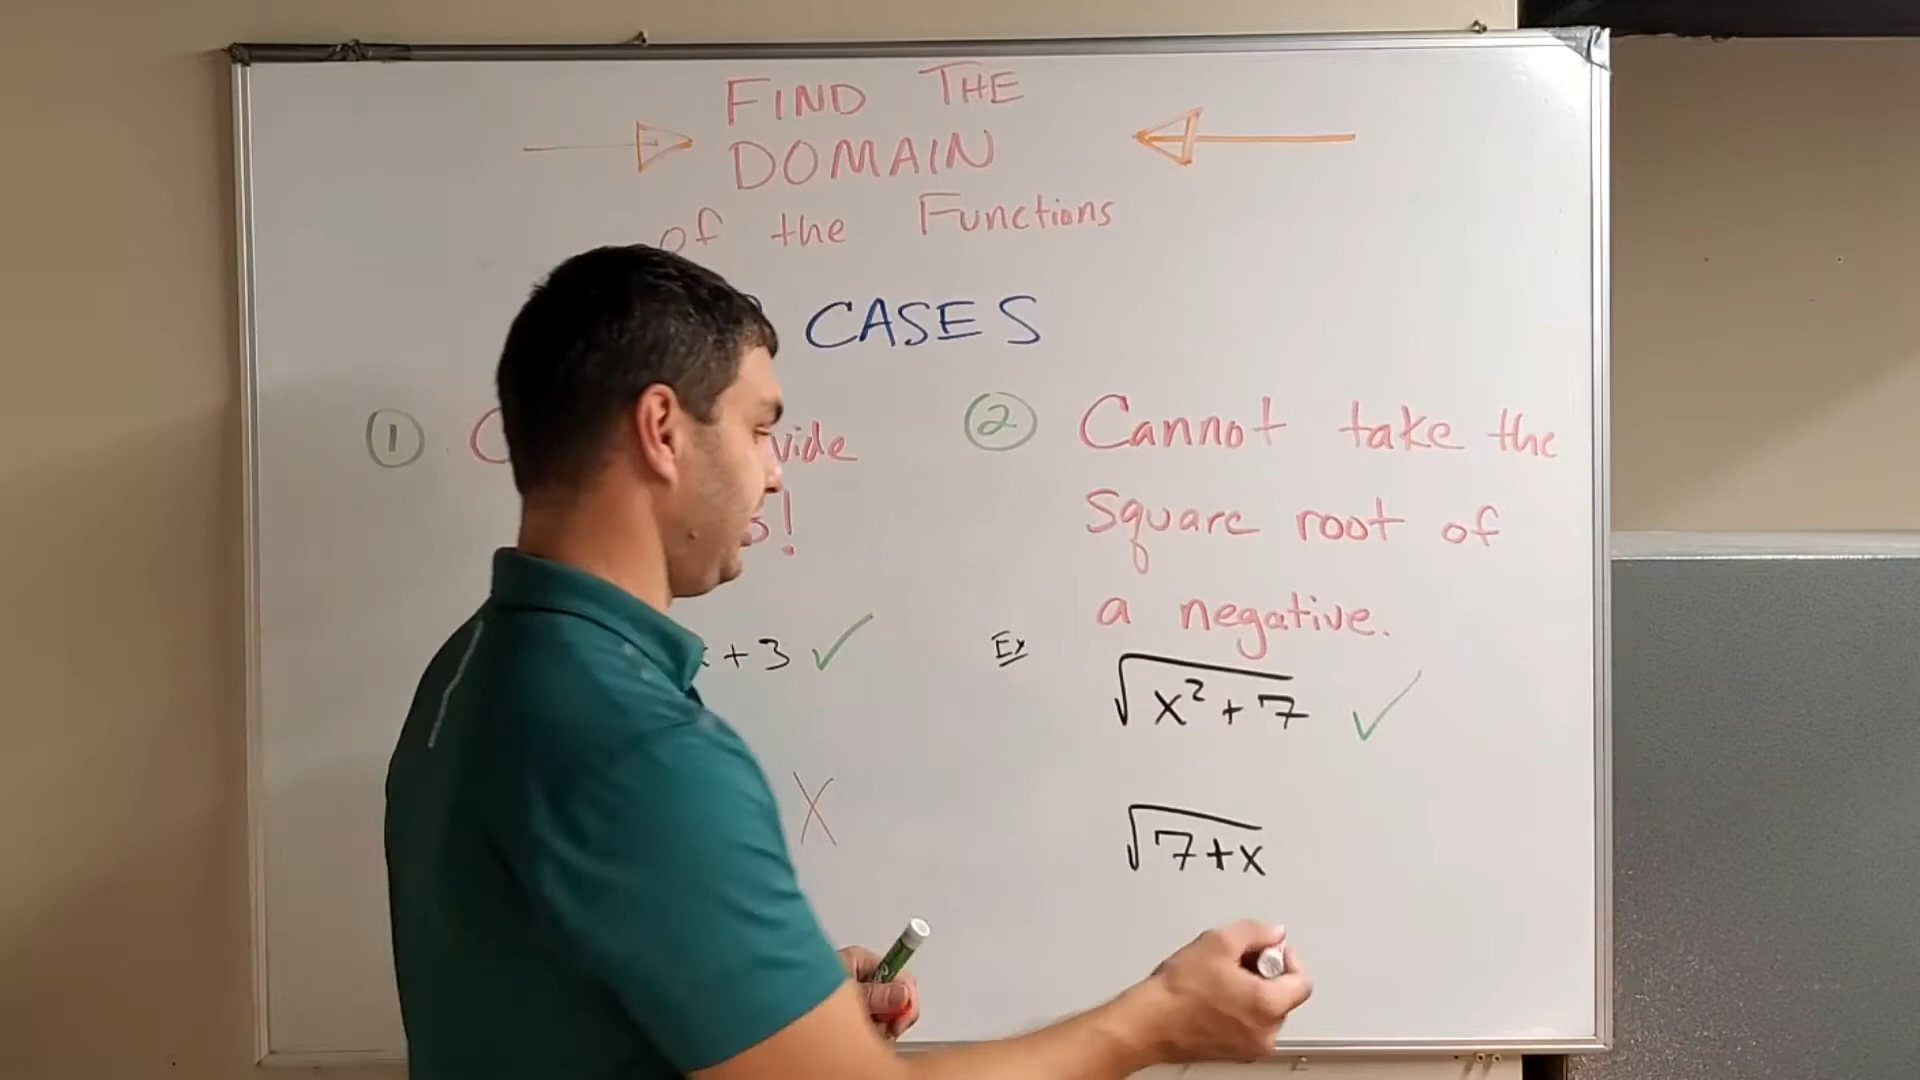 FIND THE
DOMAIN
of the Functions
CASES
1
vide
!
+ 3 ✓
X
2 Cannot take the
square root of
a negative.
Ex
√x²+7 ✓
√7+x